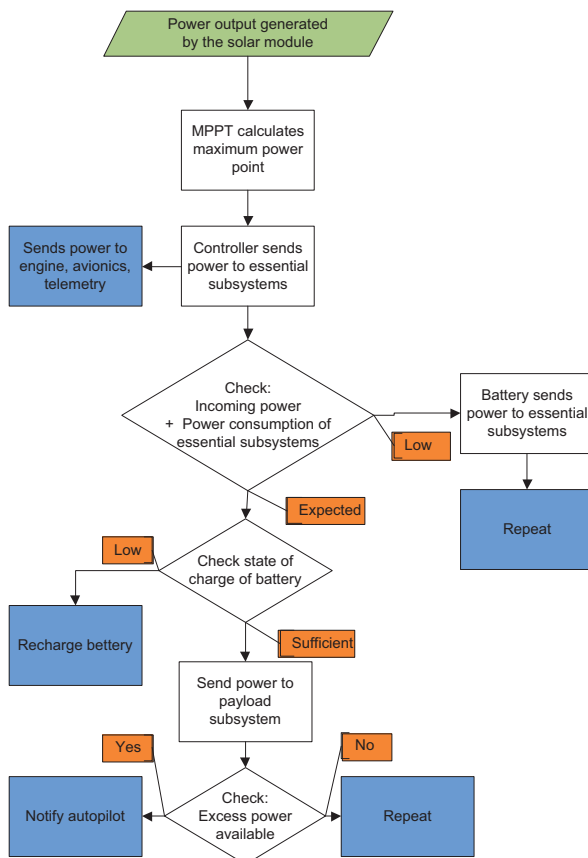 Power output generated
by the solar module
MPPT calculates
maximum power
point
Sends power to
engine, avionics,
telemetry
Controller sends
power to essential
subsystems
Check:
Incoming power
+ Power consumption of
essential subsystems
Battery sends
power to essential
subsystems
Low
Repeat
Expected
Low
Check state of
charge of battery
Recharge bettery
Sufficient
Send power to
payload
subsystem
Yes
No
Notify autopilot
Check:
Excess power
available
Repeat